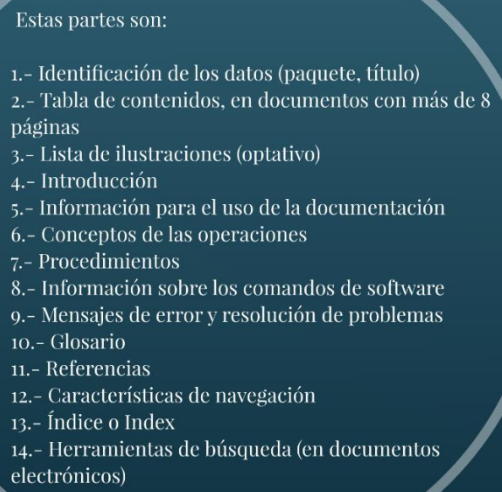 Estas partes son:
1.- Identificación de los datos (paquete, título)
2.- Tabla de contenidos, en documentos con más de 8
páginas
3.- Lista de ilustraciones (optativo)
4.- Introducción
5.- Información para el uso de la documentación
6.- Conceptos de las operaciones
7.- Procedimientos
8.- Información sobre los comandos de software
9.- Mensajes de error y resolución de problemas
10.- Glosario
11.- Referencias
12.- Características de navegación
13.- Índice o Index
14.- Herramientas de búsqueda (en documentos
electrónicos)